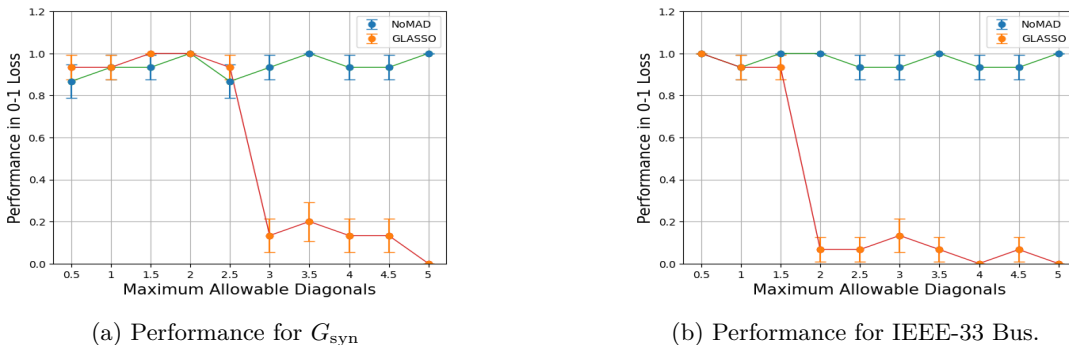 1.2
1.0
0.8
0.6
0.4
0.2
0.0
Performance in 0-1 Loss
NoMAD
GLASSO
0.5 1 1.5 2 2.5 3 3.5 4 4.5 5
Maximum Allowable Diagonals
(a) Performance for G_syn
1.2
1.0
0.8
0.6
0.4
0.2
0.0
Performance in 0-1 Loss
NoMAD
GLASSO
0.5 1 1.5 2 2.5 3 3.5 4 4.5 5
Maximum Allowable Diagonals
(b) Performance for IEEE-33 Bus.